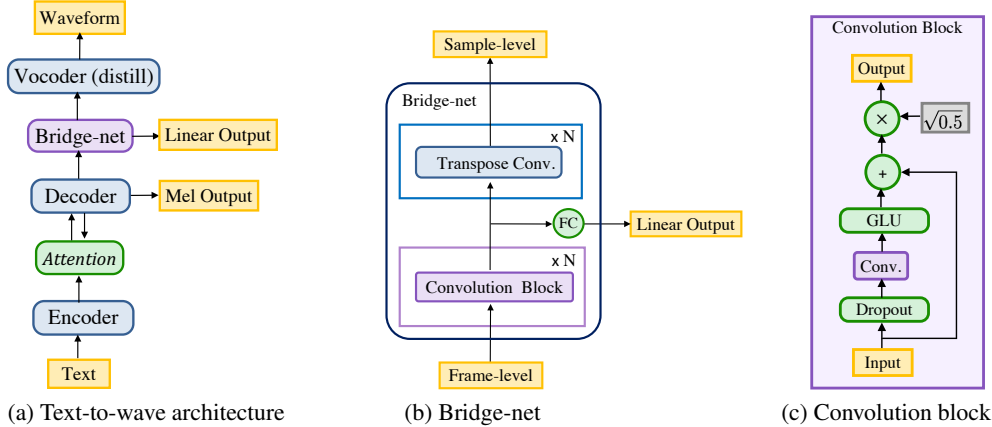 Waveform
Vocoder (distill)
Bridge-net
Linear Output
Decoder
Mel Output
Attention
Encoder
Text
(a) Text-to-wave architecture
Sample-level
Bridge-net
x N
Transpose Conv.
FC
Linear Output
x N
Convolution Block
Frame-level
(b) Bridge-net
Convolution Block
Output
×
√0.5
+
GLU
Conv.
Dropout
Input
(c) Convolution block